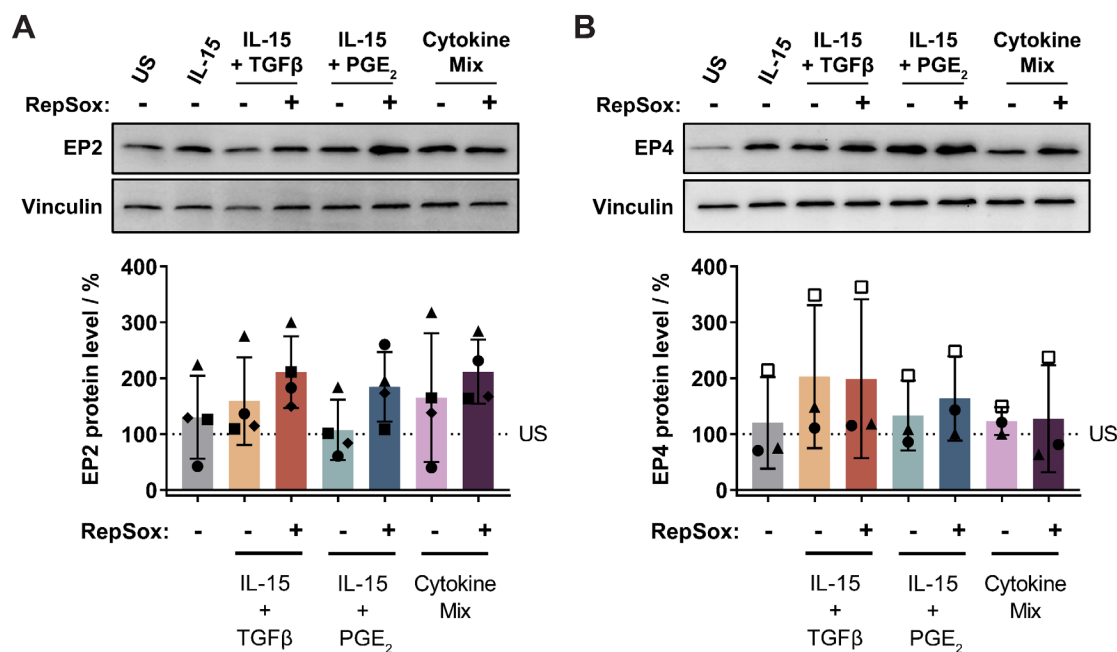 A
US
IL-15
IL-15
+ TGFβ
IL-15
+ PGE₂
Cytokine
Mix
RepSox: - - - + - + - +
EP2
Vinculin
EP2 protein level / %
400
300
200
100
0
US
RepSox: - - + - + - +
IL-15
+
TGFβ
IL-15
+
PGE₂
Cytokine
Mix
B
US
IL-15
IL-15
+ TGFβ
IL-15
+ PGE₂
Cytokine
Mix
RepSox: - - - + - + - +
EP4
Vinculin
EP4 protein level / %
400
300
200
100
0
US
RepSox: - - + - + - +
IL-15
+
TGFβ
IL-15
+
PGE₂
Cytokine
Mix